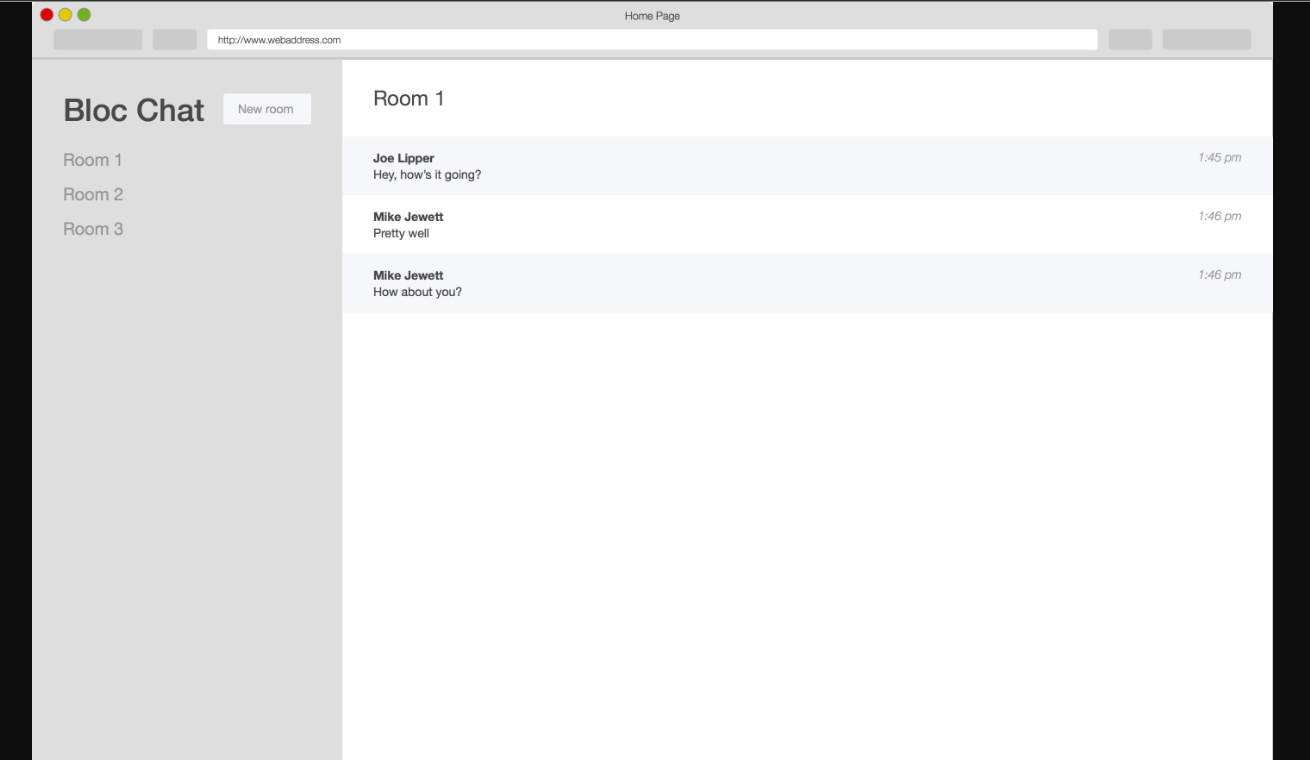 Home Page
http://www.webaddress.com
Bloc Chat
New room
Room 1
Room 2
Room 3
Room 1
Joe Lipper
1:45 pm
Hey, how's it going?
Mike Jewett
1:46 pm
Pretty well
Mike Jewett
1:46 pm
How about you?